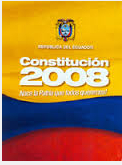 REPÚBLICA DEL ECUADOR
Constitución
2008